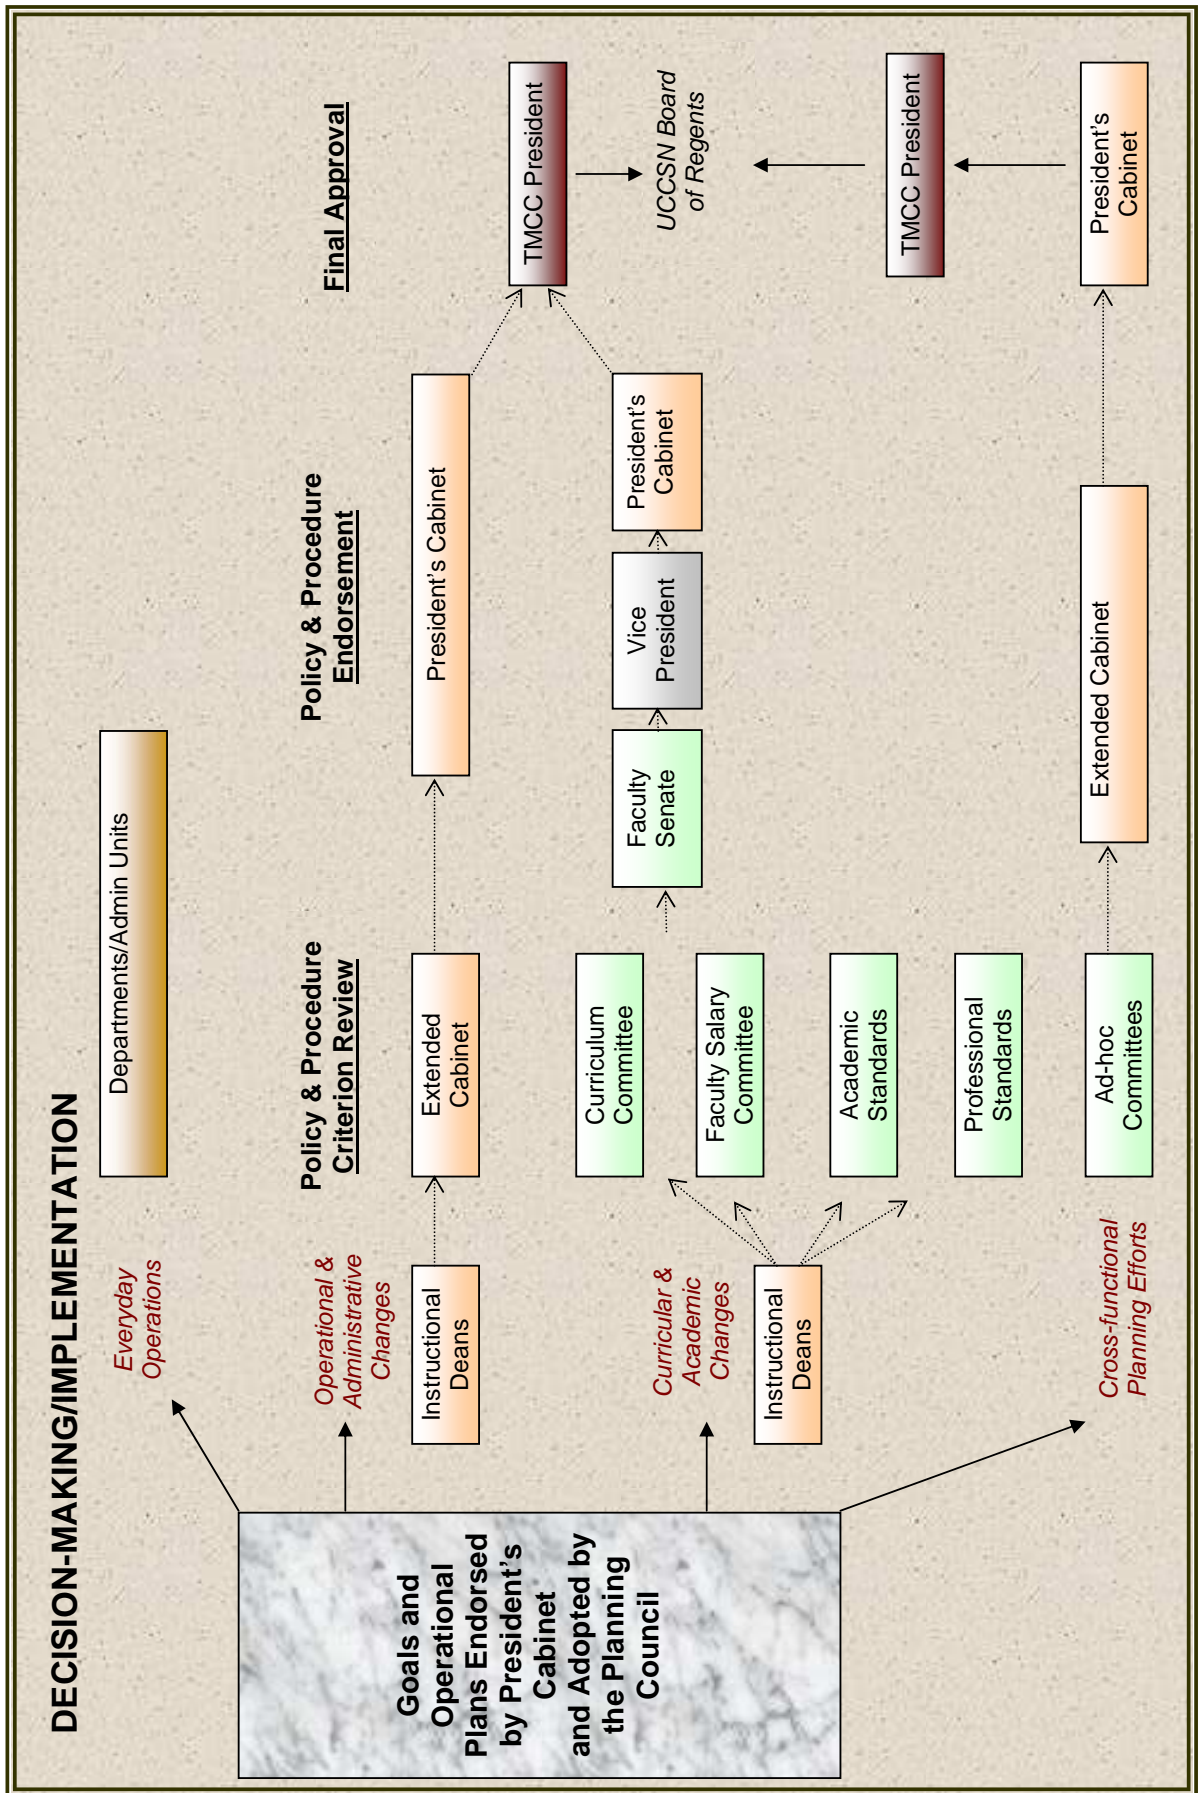 DECISION-MAKING/IMPLEMENTATION
Everyday
Operations
Departments/Admin Units
Policy & Procedure
Criterion Review
Policy & Procedure
Endorsement
Final Approval
Goals and
Operational
Plans Endorsed
by President's
Cabinet
and Adopted by
the Planning
Council
Operational &
Administrative
Changes
Instructional
Deans
Extended
Cabinet
President's Cabinet
TMCC President
UCCSN Board
of Regents
Curricular &
Academic
Changes
Instructional
Deans
Curriculum
Committee
Faculty Salary
Committee
Academic
Standards
Professional
Standards
Faculty
Senate
Vice
President
President's
Cabinet
Cross-functional
Planning Efforts
Ad-hoc
Committees
Extended Cabinet
President's
Cabinet
TMCC President